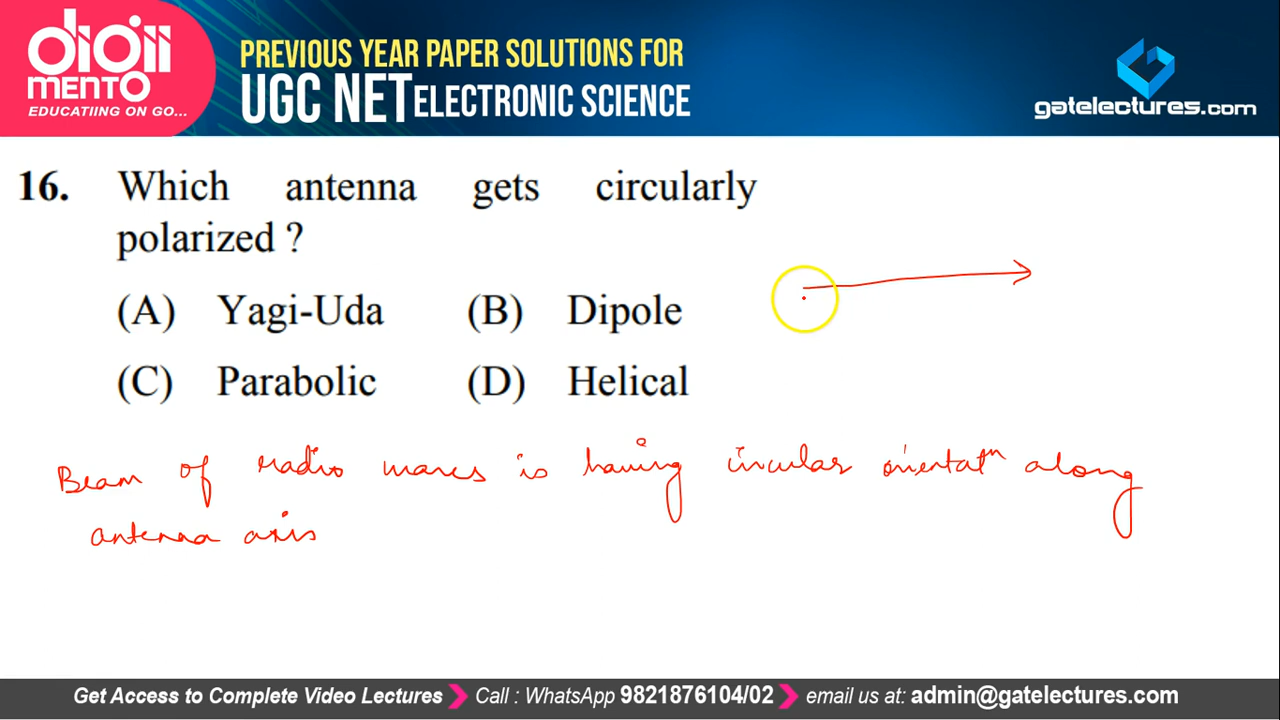 digii
MENTO
EDUCATIING ON GO...
PREVIOUS YEAR PAPER SOLUTIONS FOR
UGC NET ELECTRONIC SCIENCE
gatelectures.com
16. Which antenna gets circularly
polarized ?
(A) Yagi-Uda (B) Dipole
(C) Parabolic (D) Helical
Beam of radio waves is having circular orientatn along
antenna axis
Get Access to Complete Video Lectures Call : WhatsApp 9821876104/02 email us at: admin@gatelectures.com